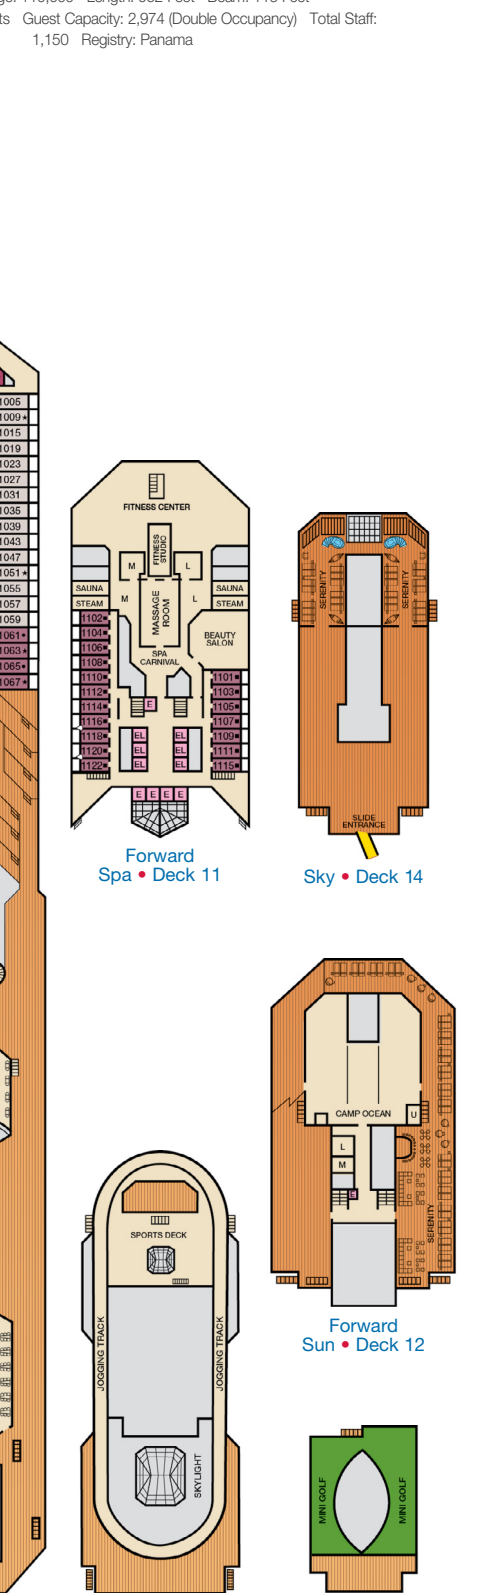 ts Guest Capacity: 2,974 (Double Occupancy) Total Staff:
1,150 Registry: Panama
1005
1009★
1015
1019
1023
1027
1031
1035
1039
1043
1047
1051★
1055
1057
1059
1061★
1063★
1065★
1067★
FITNESS CENTER
FITNESS
STUDIO
M
L
SAUNA
SAUNA
STEAM
M
MASSAGE
ROOM
L
STEAM
1102
1104
1106
1108
1110
1112
1114
1116
1118
1120
1122
SPA
CARNIVAL
BEAUTY
SALON
1101
1103
1105
1107
1109
1111
1115
E
EL
EL
EL
EL
EL
EL
E E E E
Forward
Spa • Deck 11
SERENITY
SERENITY
SLIDE
ENTRANCE
Sky • Deck 14
CAMP OCEAN
U
L
M
E
SERENITY
Forward
Sun • Deck 12
SPORTS DECK
JOGGING TRACK
JOGGING TRACK
SKYLIGHT
MINI GOLF
MINI GOLF